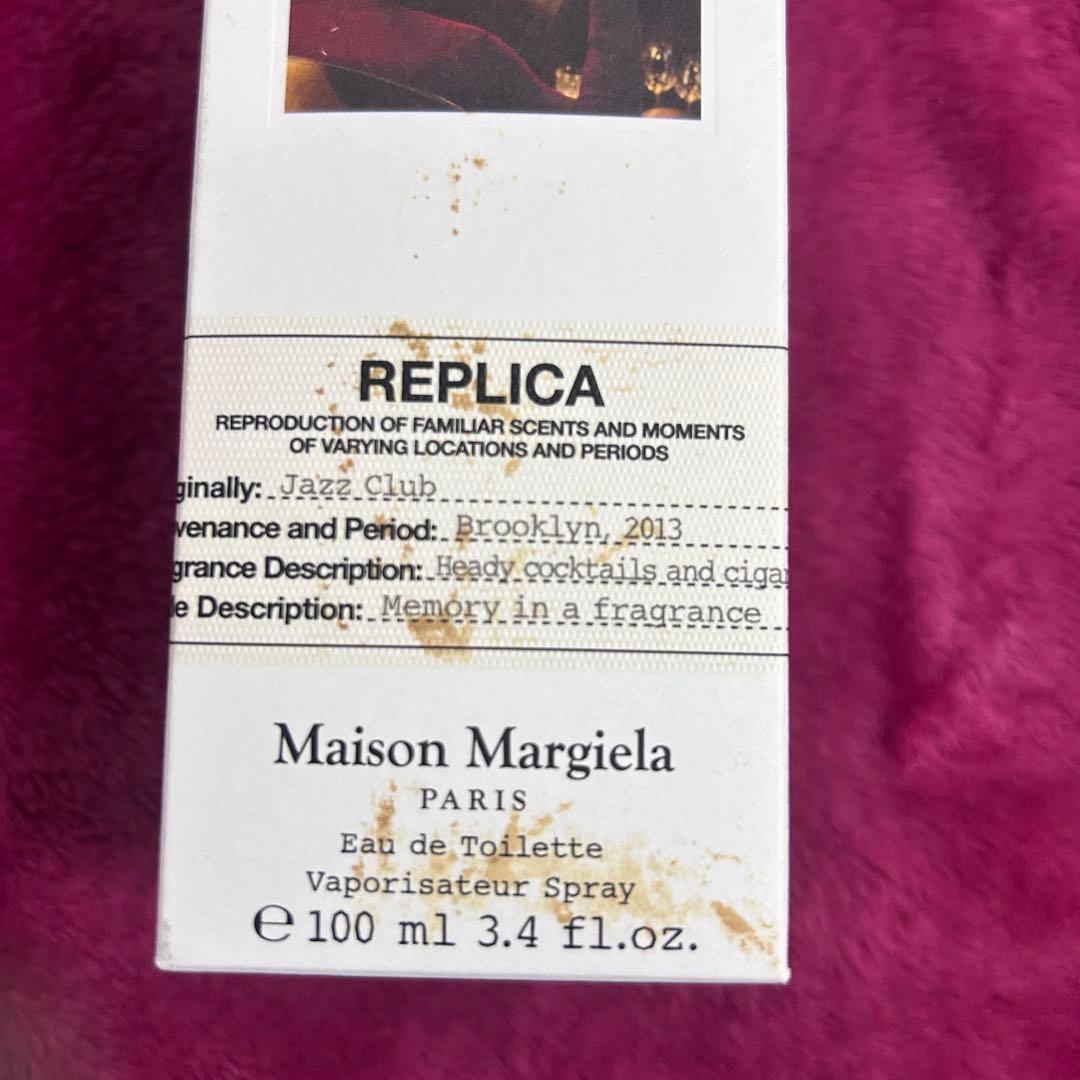 REPLICA
REPRODUCTION OF FAMILIAR SCENTS AND MOMENTS
OF VARYING LOCATIONS AND PERIODS
ginally: Jazz Club
venance and Period: Brooklyn, 2013
grance Description: Heady cocktails and cigar
le Description: Memory in a fragrance
Maison Margiela
PARIS
Eau de Toilette
Vaporisateur Spray
℮ 100 ml 3.4 fl.oz.